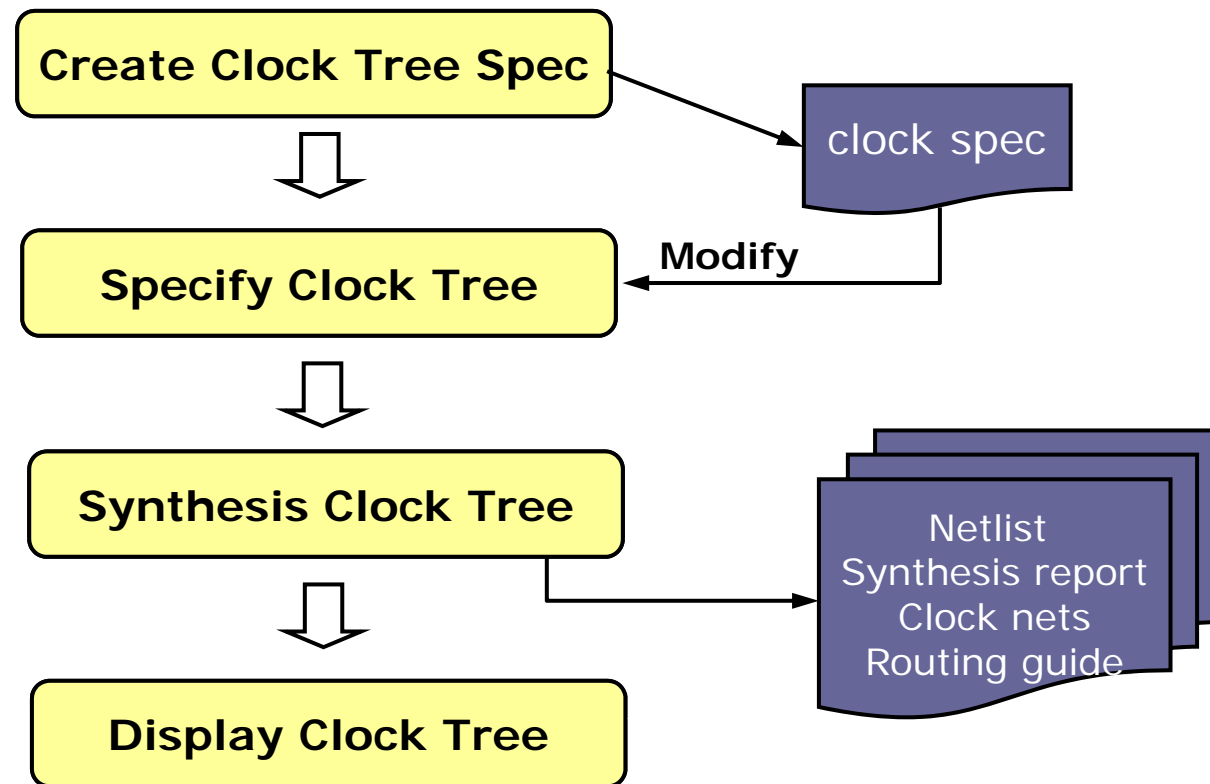 Create Clock Tree Spec
clock spec
Modify
Specify Clock Tree
Synthesis Clock Tree
Netlist
Synthesis report
Clock nets
Routing guide
Display Clock Tree